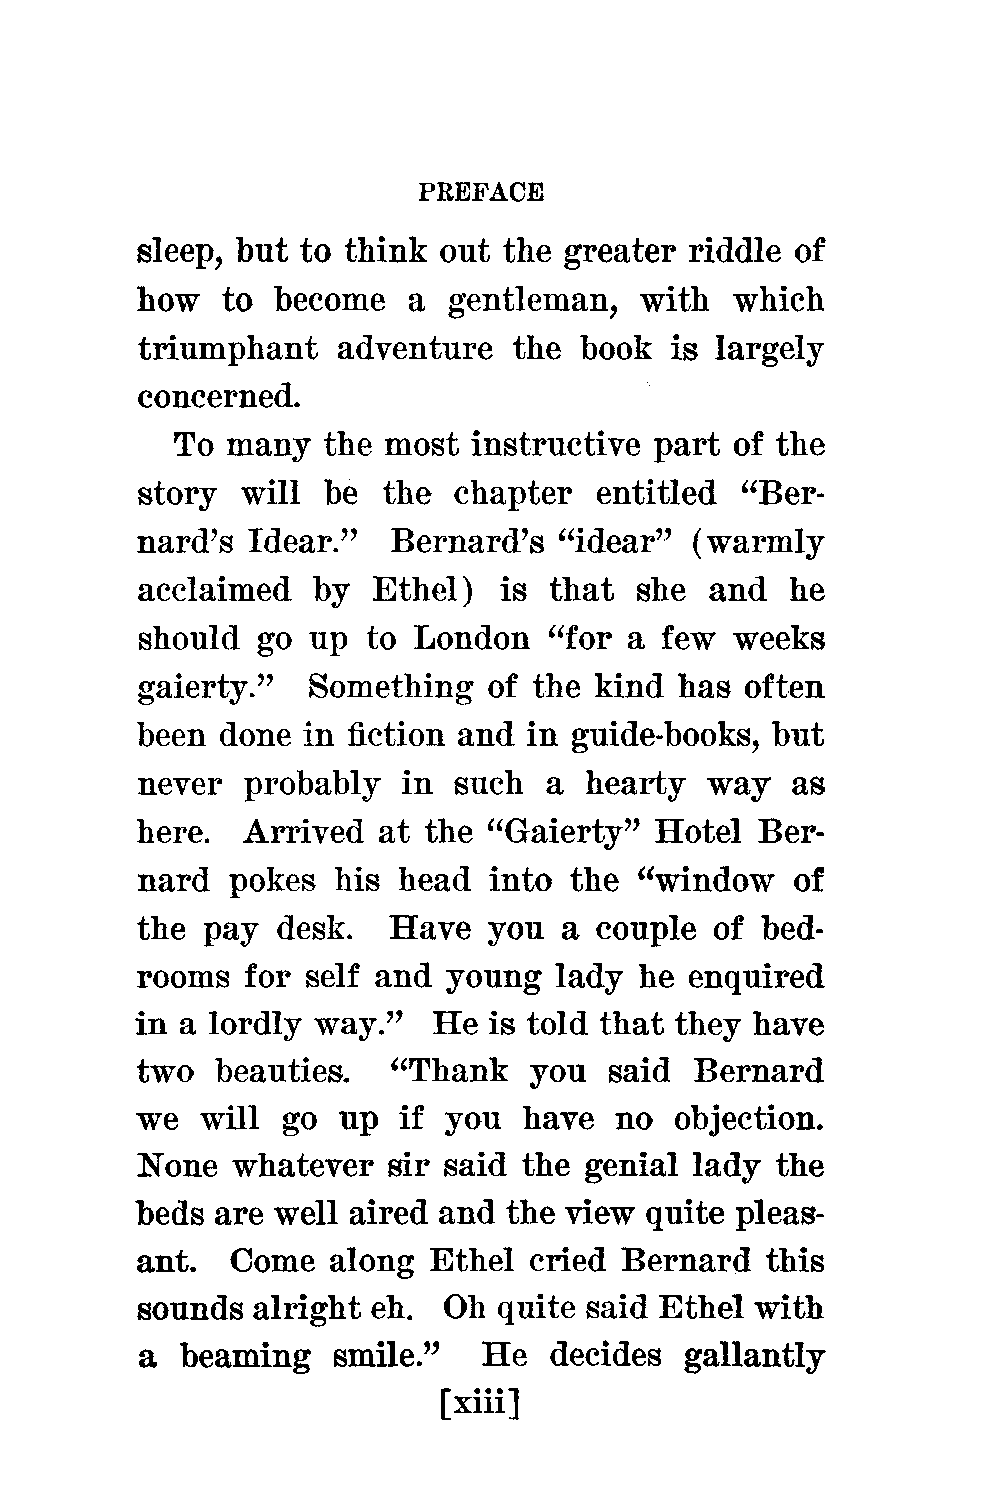 PREFACE
sleep, but to think out the greater riddle of
how to become a gentleman, with which
triumphant adventure the book is largely
concerned.
To many the most instructive part of the
story will be the chapter entitled “Ber-
nard’s Idear.” Bernard’s “idear” (warmly
acclaimed by Ethel) is that she and he
should go up to London “for a few weeks
gaierty.” Something of the kind has often
been done in fiction and in guide-books, but
never probably in such a hearty way as
here. Arrived at the “Gaierty” Hotel Ber-
nard pokes his head into the “window of
the pay desk. Have you a couple of bed-
rooms for self and young lady he enquired
in a lordly way.” He is told that they have
two beauties. “Thank you said Bernard
we will go up if you have no objection.
None whatever sir said the genial lady the
beds are well aired and the view quite pleas-
ant. Come along Ethel cried Bernard this
sounds alright eh. Oh quite said Ethel with
a beaming smile.” He decides gallantly
[xiii]